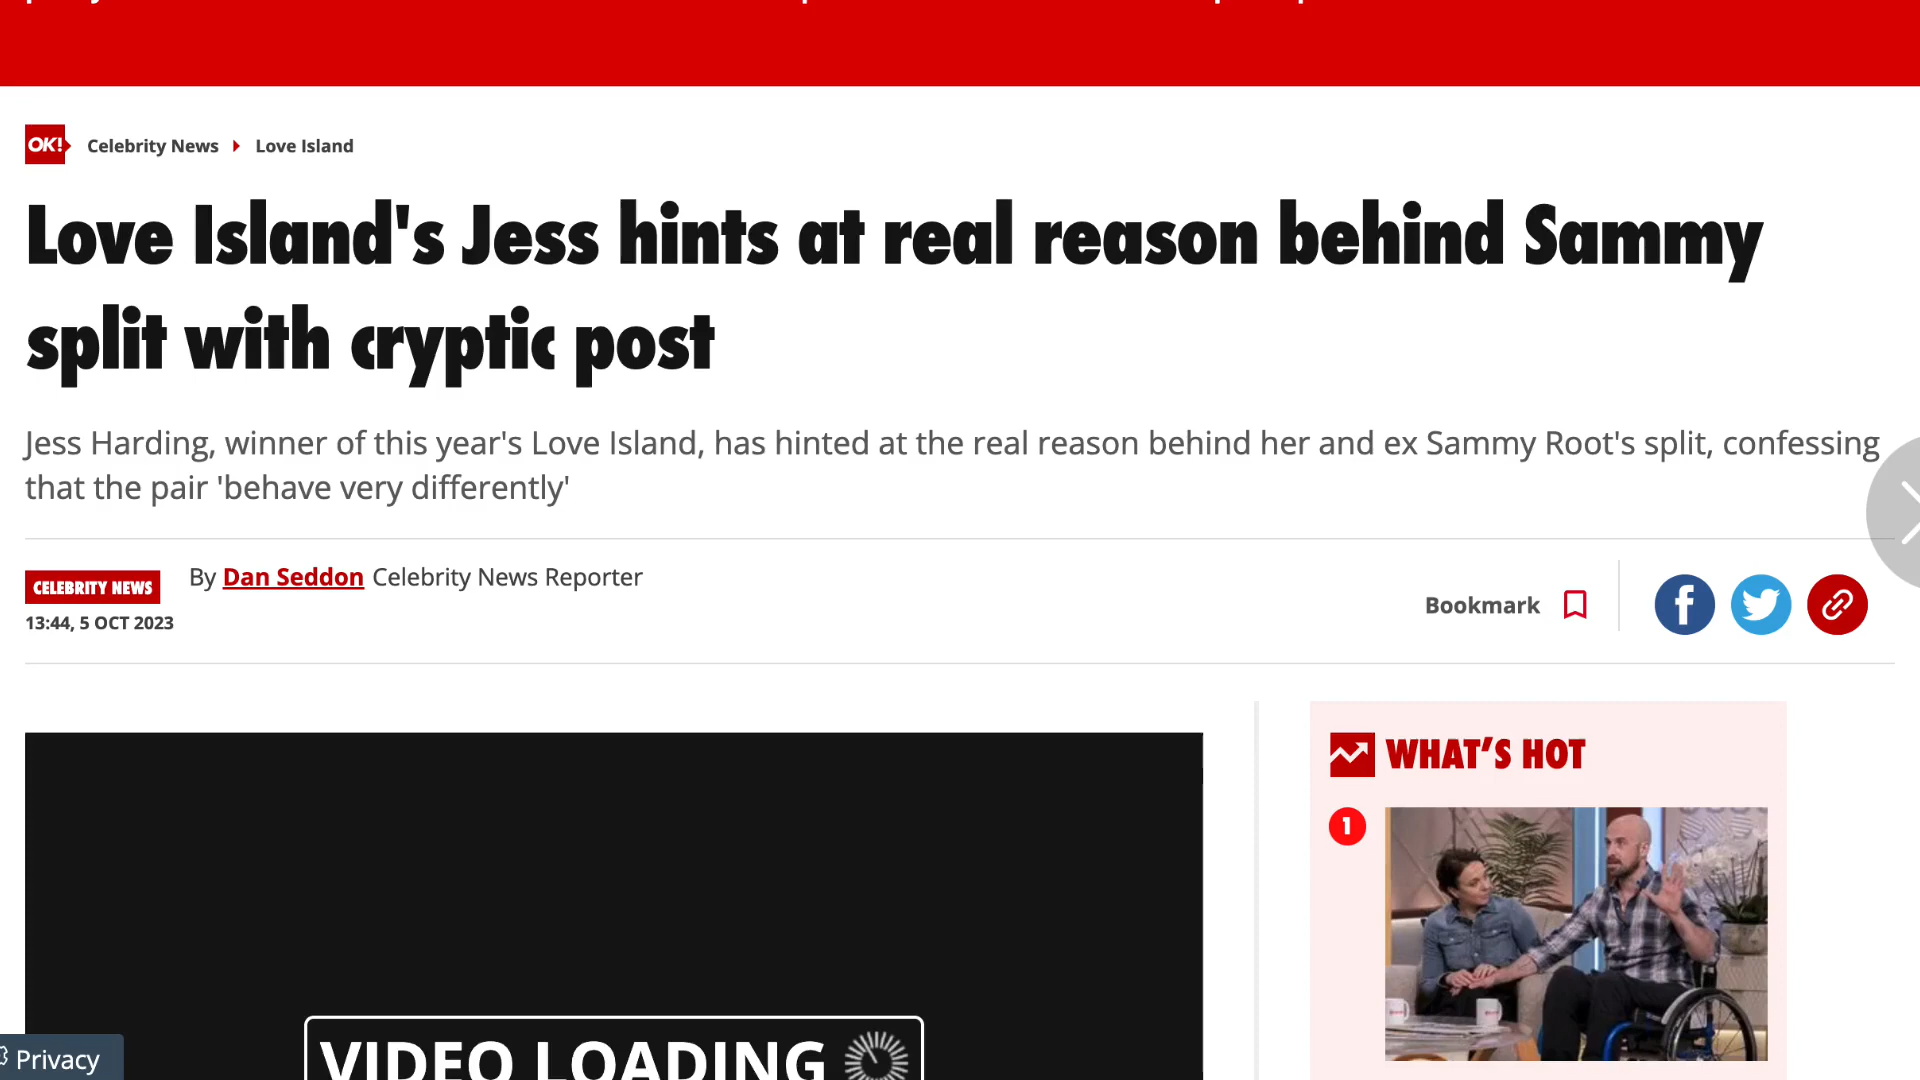 OK!
Celebrity News
Love Island
Love Island's Jess hints at real reason behind Sammy
split with cryptic post
Jess Harding, winner of this year's Love Island, has hinted at the real reason behind her and ex Sammy Root's split, confessing
that the pair 'behave very differently'
CELEBRITY NEWS
By Dan Seddon Celebrity News Reporter
13:44, 5 OCT 2023
Bookmark
WHAT'S HOT
1
VIDEO LOADING
Privacy